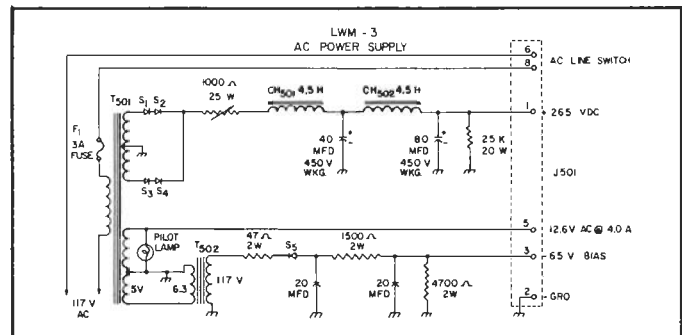 LWM - 3
AC POWER SUPPLY
6
8
AC LINE SWITCH
T501
S1 S2
1000 Ω
25 W
CH501 4.5 H
CH502 4.5 H
1
265 VDC
F1
3A
FUSE
40
MFD
450 V
WKG.
80
MFD
450 V
WKG.
25 K
20 W
S3 S4
J501
5
12.6V AC @ 4.0 A
PILOT
LAMP
T502
47 Ω
2W
S5
1500 Ω
2W
3
- 65 V BIAS
117 V
AC
5V
6.3
117 V
20
MFD
20
MFD
4700 Ω
2W
2
GRD